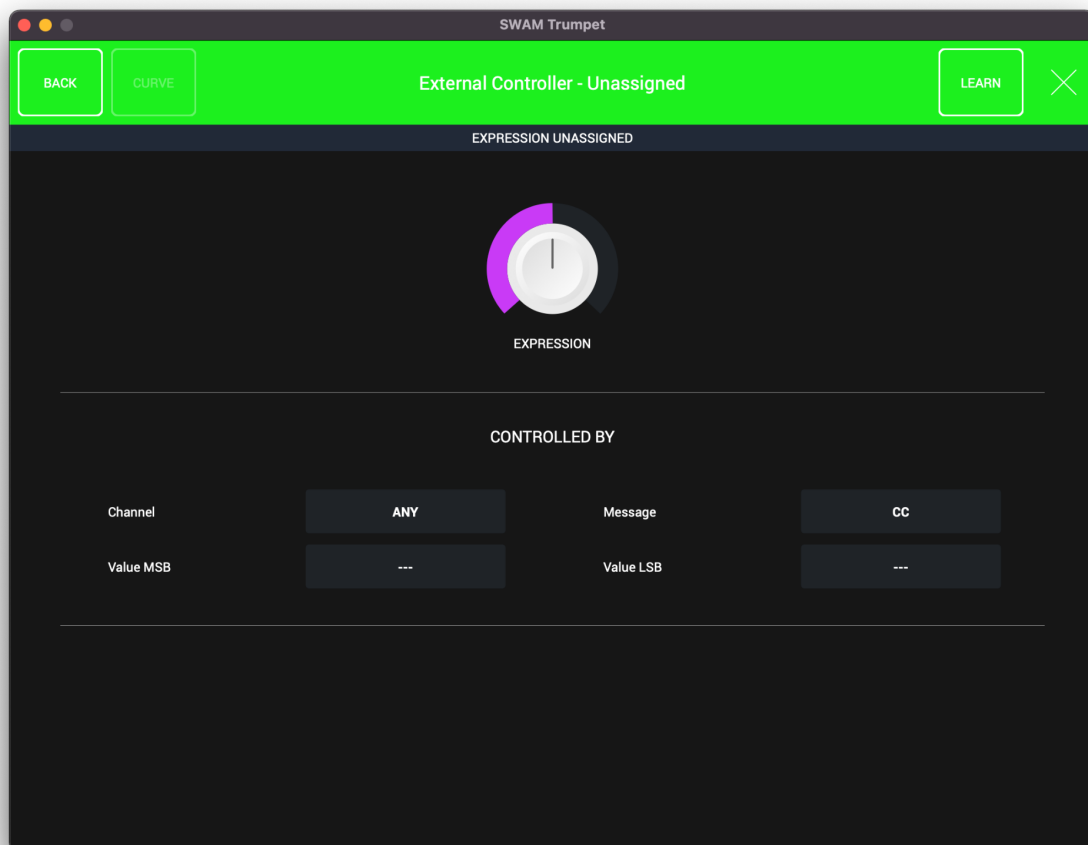 SWAM Trumpet
BACK
CURVE
External Controller - Unassigned
LEARN
EXPRESSION UNASSIGNED
EXPRESSION
CONTROLLED BY
Channel
ANY
Message
CC
Value MSB
---
Value LSB
---